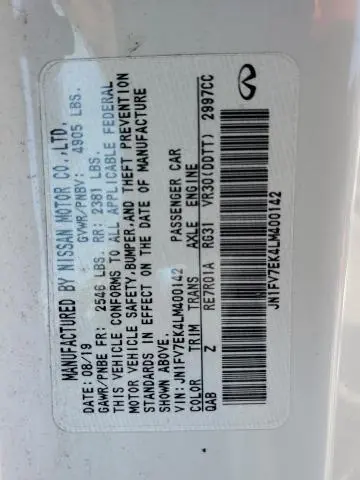 MANUFACTURED BY NISSAN MOTOR CO.,LTD.
DATE: 08/19 GVWR/PNBV: 4905 LBS.
GAWR/PNBE FR: 2546 LBS. RR: 2381 LBS.
THIS VEHICLE CONFORMS TO ALL APPLICABLE FEDERAL
MOTOR VEHICLE SAFETY,BUMPER,AND THEFT PREVENTION
STANDARDS IN EFFECT ON THE DATE OF MANUFACTURE
SHOWN ABOVE.
VIN:JN1FV7EK4LM400142 PASSENGER CAR
COLOR TRIM TRANS AXLE ENGINE
QAB Z RE7R01A RG31 VR30(DDTT) 2997CC
JN1FV7EK4LM400142